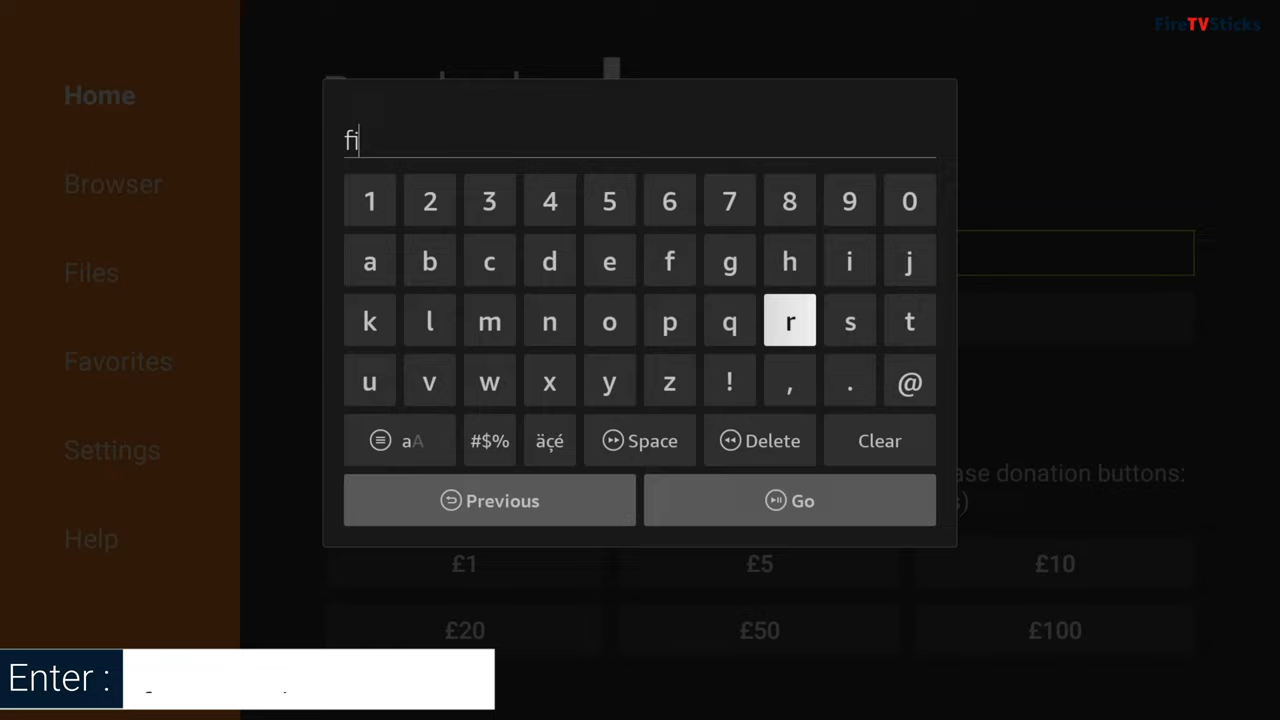 FireTVSticks
Home
Browser
Files
Favorites
Settings
Help
fi
1 2 3 4 5 6 7 8 9 0
a b c d e f g h i j
k l m n o p q r s t
u v w x y z ! , . @
aA #$% äçé Space Delete Clear
Previous Go
ase donation buttons:
s)
£1 £5 £10
£20 £50 £100
Enter :